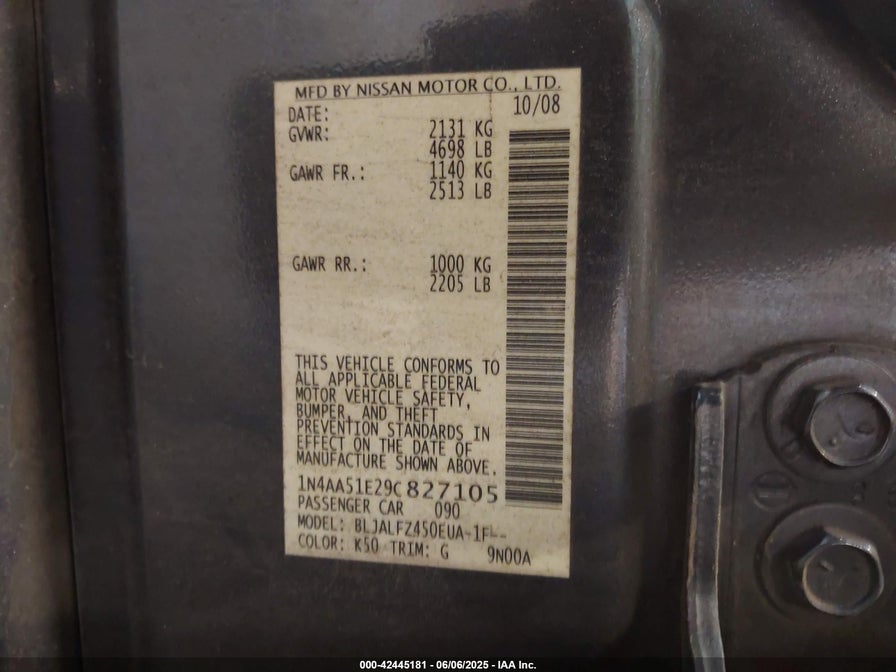 MFD BY NISSAN MOTOR CO., LTD.
DATE: 10/08
GVWR: 2131 KG
4698 LB
GAWR FR.: 1140 KG
2513 LB
GAWR RR.: 1000 KG
2205 LB
THIS VEHICLE CONFORMS TO
ALL APPLICABLE FEDERAL
MOTOR VEHICLE SAFETY,
BUMPER, AND THEFT
PREVENTION STANDARDS IN
EFFECT ON THE DATE OF
MANUFACTURE SHOWN ABOVE.
1N4AA51E29C827105
PASSENGER CAR 090
MODEL: BLJALFZ450EUA-1F--
COLOR: K50 TRIM: G 9N00A
000-42445181 - 06/06/2025 - IAA Inc.